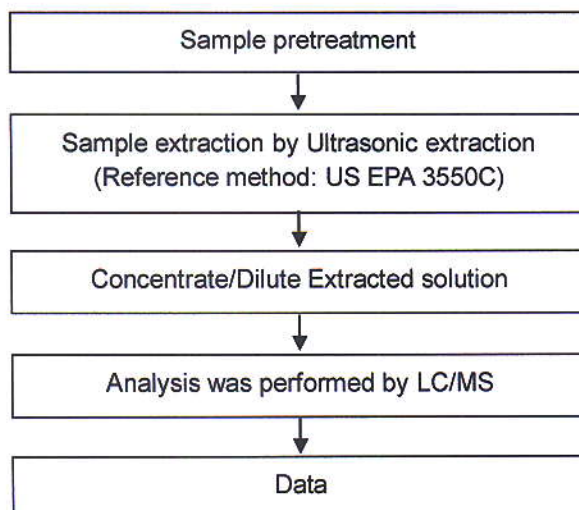 Sample pretreatment
Sample extraction by Ultrasonic extraction
(Reference method: US EPA 3550C)
Concentrate/Dilute Extracted solution
Analysis was performed by LC/MS
Data